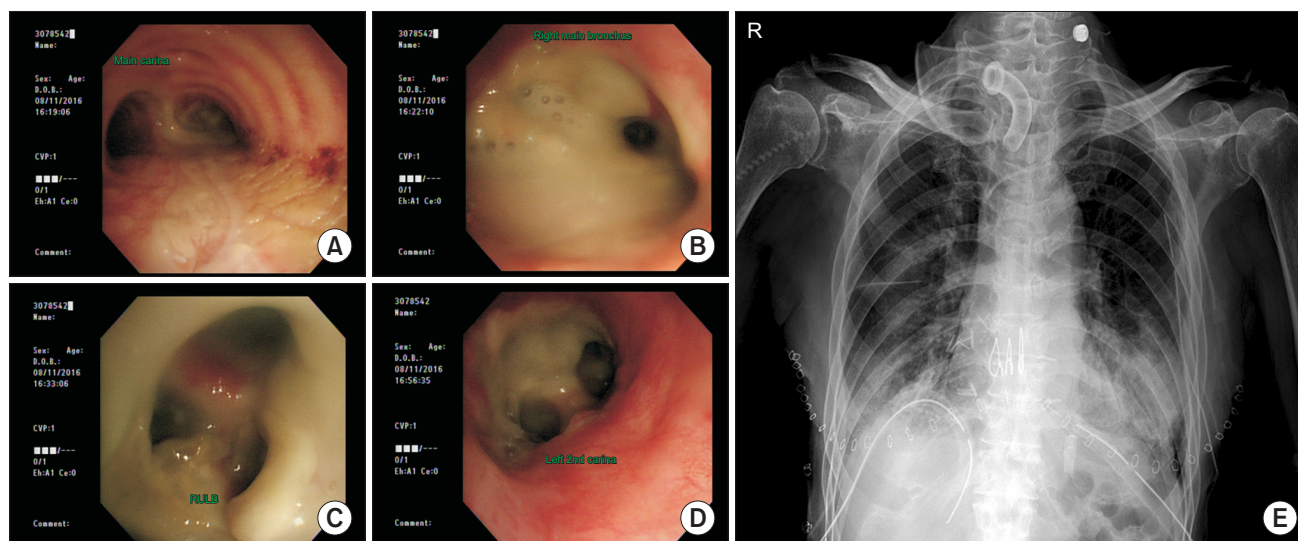 3078542
Name:
Main carina
Sex: Age:
D.O.B.:
08/11/2016
16:19:06
CVP:1
■■■/---
0/1
Eh:A1 Ce:0
Comment:
A
3078542
Name:
Right main bronchus
Sex: Age:
D.O.B.:
08/11/2016
16:22:10
CVP:1
■■■/---
0/1
Eh:A1 Ce:0
Comment:
B
3078542
Name:
Sex: Age:
D.O.B.:
08/11/2016
16:33:06
CVP:1
■■■/---
0/1
Eh:A1 Ce:0
RULB
Comment:
C
3078542
Name:
Sex: Age:
D.O.B.:
08/11/2016
16:56:35
CVP:1
■■■/---
0/1
Left 2nd carina
Eh:A1 Ce:0
Comment:
D
R
E